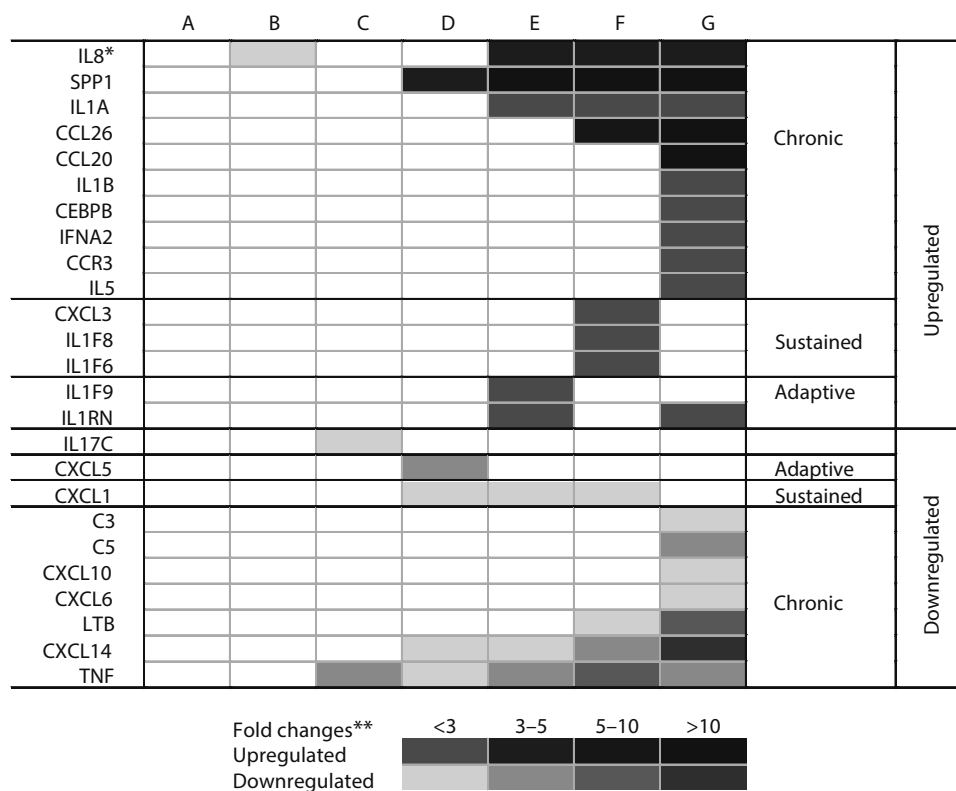 A B C D E F G
IL8*
SPP1
IL1A
CCL26
Chronic
CCL20
IL1B
CEBPB
IFNA2
CCR3
IL5
Upregulated
CXCL3
IL1F8
Sustained
IL1F6
IL1F9
Adaptive
IL1RN
IL17C
CXCL5
Adaptive
CXCL1
Sustained
C3
C5
CXCL10
CXCL6
Chronic
LTB
CXCL14
TNF
Downregulated
Fold changes** <3 3–5 5–10 >10
Upregulated
Downregulated